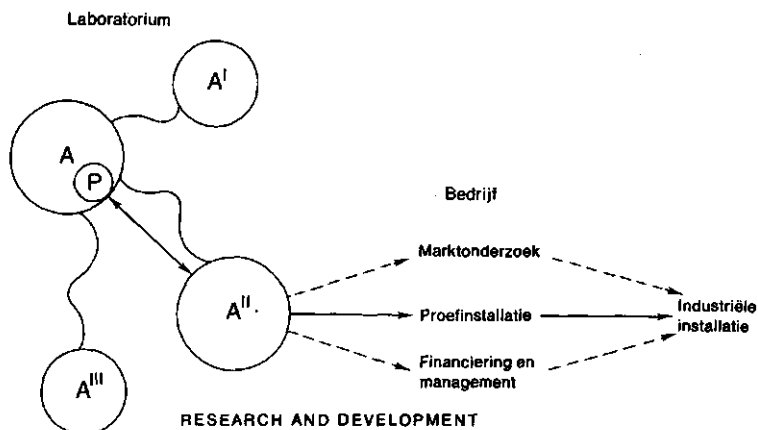 Laboratorium
A^I
A
P
Bedrijf
Marktonderzoek
A^II.
Proefinstallatie
Industriële
installatie
Financiering en
management
A^III
RESEARCH AND DEVELOPMENT